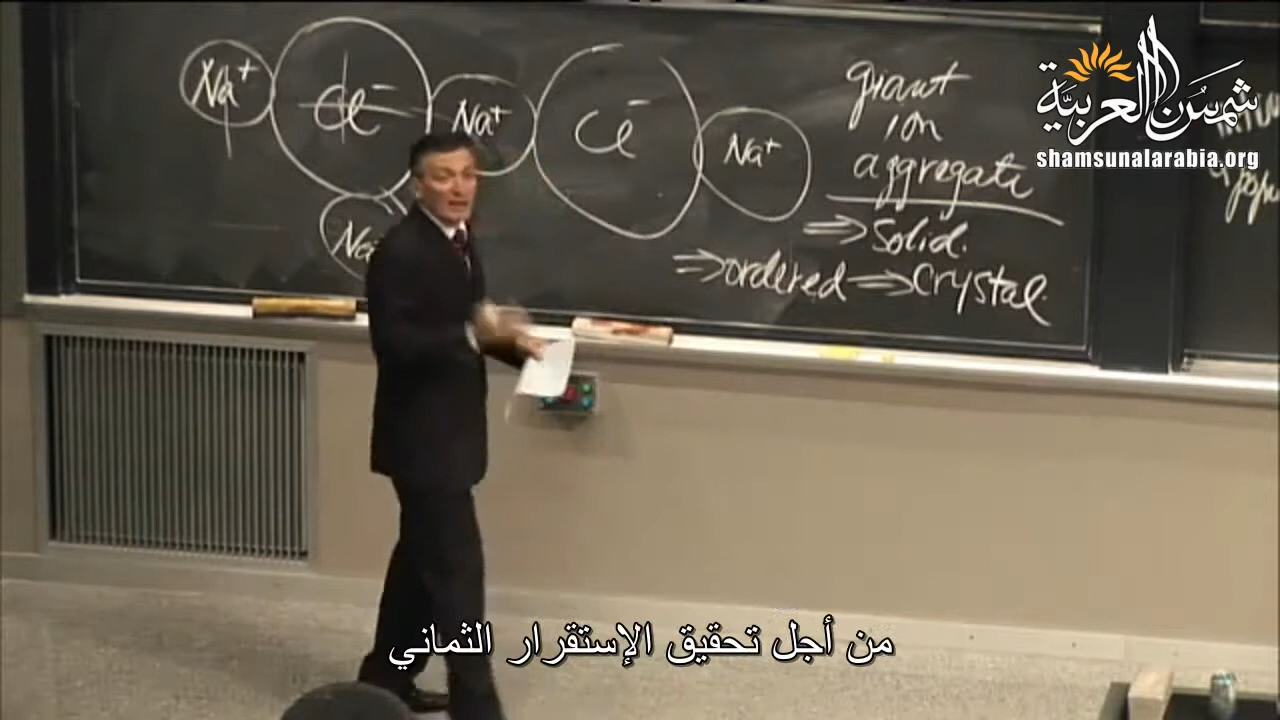 Na⁺ Cl⁻ Na⁺ Cl⁻ Na⁺
Na
giant
ion
aggregate
⇒ solid.
⇒ ordered ⇒ crystal.
شمس العربية
shamsunalarabia.org
من أجل تحقيق الإستقرار الثماني